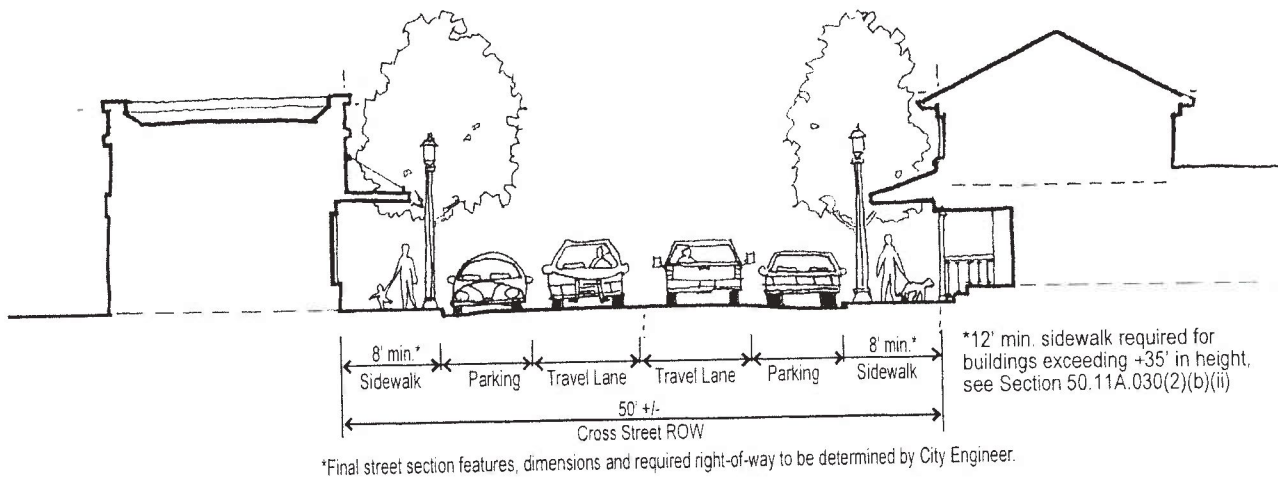 8' min.* 8' min.*
Sidewalk Parking Travel Lane Travel Lane Parking Sidewalk
50' +/-
Cross Street ROW
*12' min. sidewalk required for
buildings exceeding +35' in height,
see Section 50.11A.030(2)(b)(ii)
*Final street section features, dimensions and required right-of-way to be determined by City Engineer.